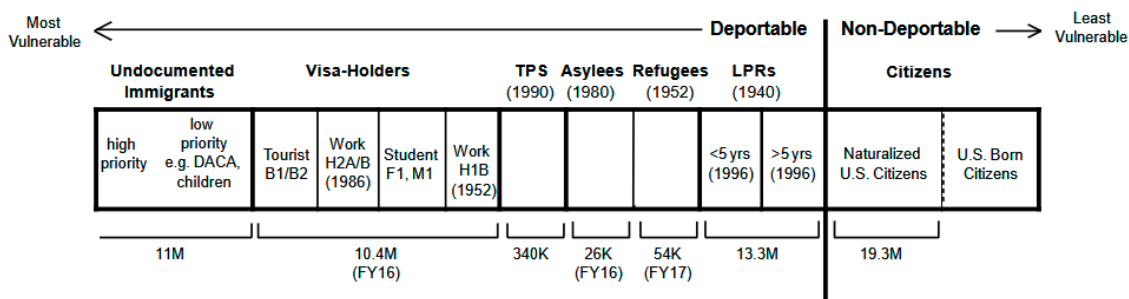 Most
Vulnerable
Deportable
Non-Deportable
Least
Vulnerable
Undocumented
Immigrants
Visa-Holders
TPS
(1990)
Asylees
(1980)
Refugees
(1952)
LPRs
(1940)
Citizens
high
priority
low
priority
e.g. DACA,
children
Tourist
B1/B2
Work
H2A/B
(1986)
Student
F1, M1
Work
H1B
(1952)
<5 yrs
(1996)
>5 yrs
(1996)
Naturalized
U.S. Citizens
U.S. Born
Citizens
11M
10.4M
(FY16)
340K
26K
(FY16)
54K
(FY17)
13.3M
19.3M